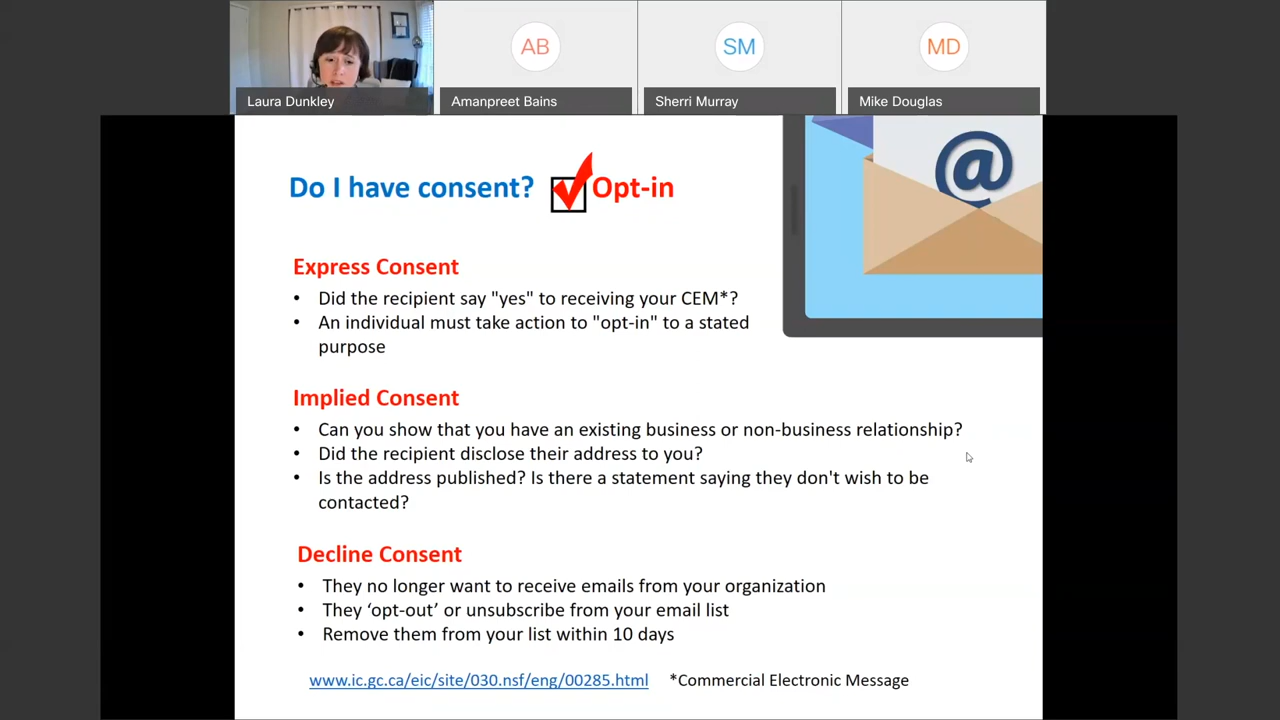 AB
SM
MD
Laura Dunkley
Amanpreet Bains
Sherri Murray
Mike Douglas
Do I have consent? Opt-in
@
Express Consent
• Did the recipient say "yes" to receiving your CEM*?
• An individual must take action to "opt-in" to a stated
purpose
Implied Consent
• Can you show that you have an existing business or non-business relationship?
• Did the recipient disclose their address to you?
• Is the address published? Is there a statement saying they don't wish to be
contacted?
Decline Consent
• They no longer want to receive emails from your organization
• They ‘opt-out’ or unsubscribe from your email list
• Remove them from your list within 10 days
www.ic.gc.ca/eic/site/030.nsf/eng/00285.html *Commercial Electronic Message